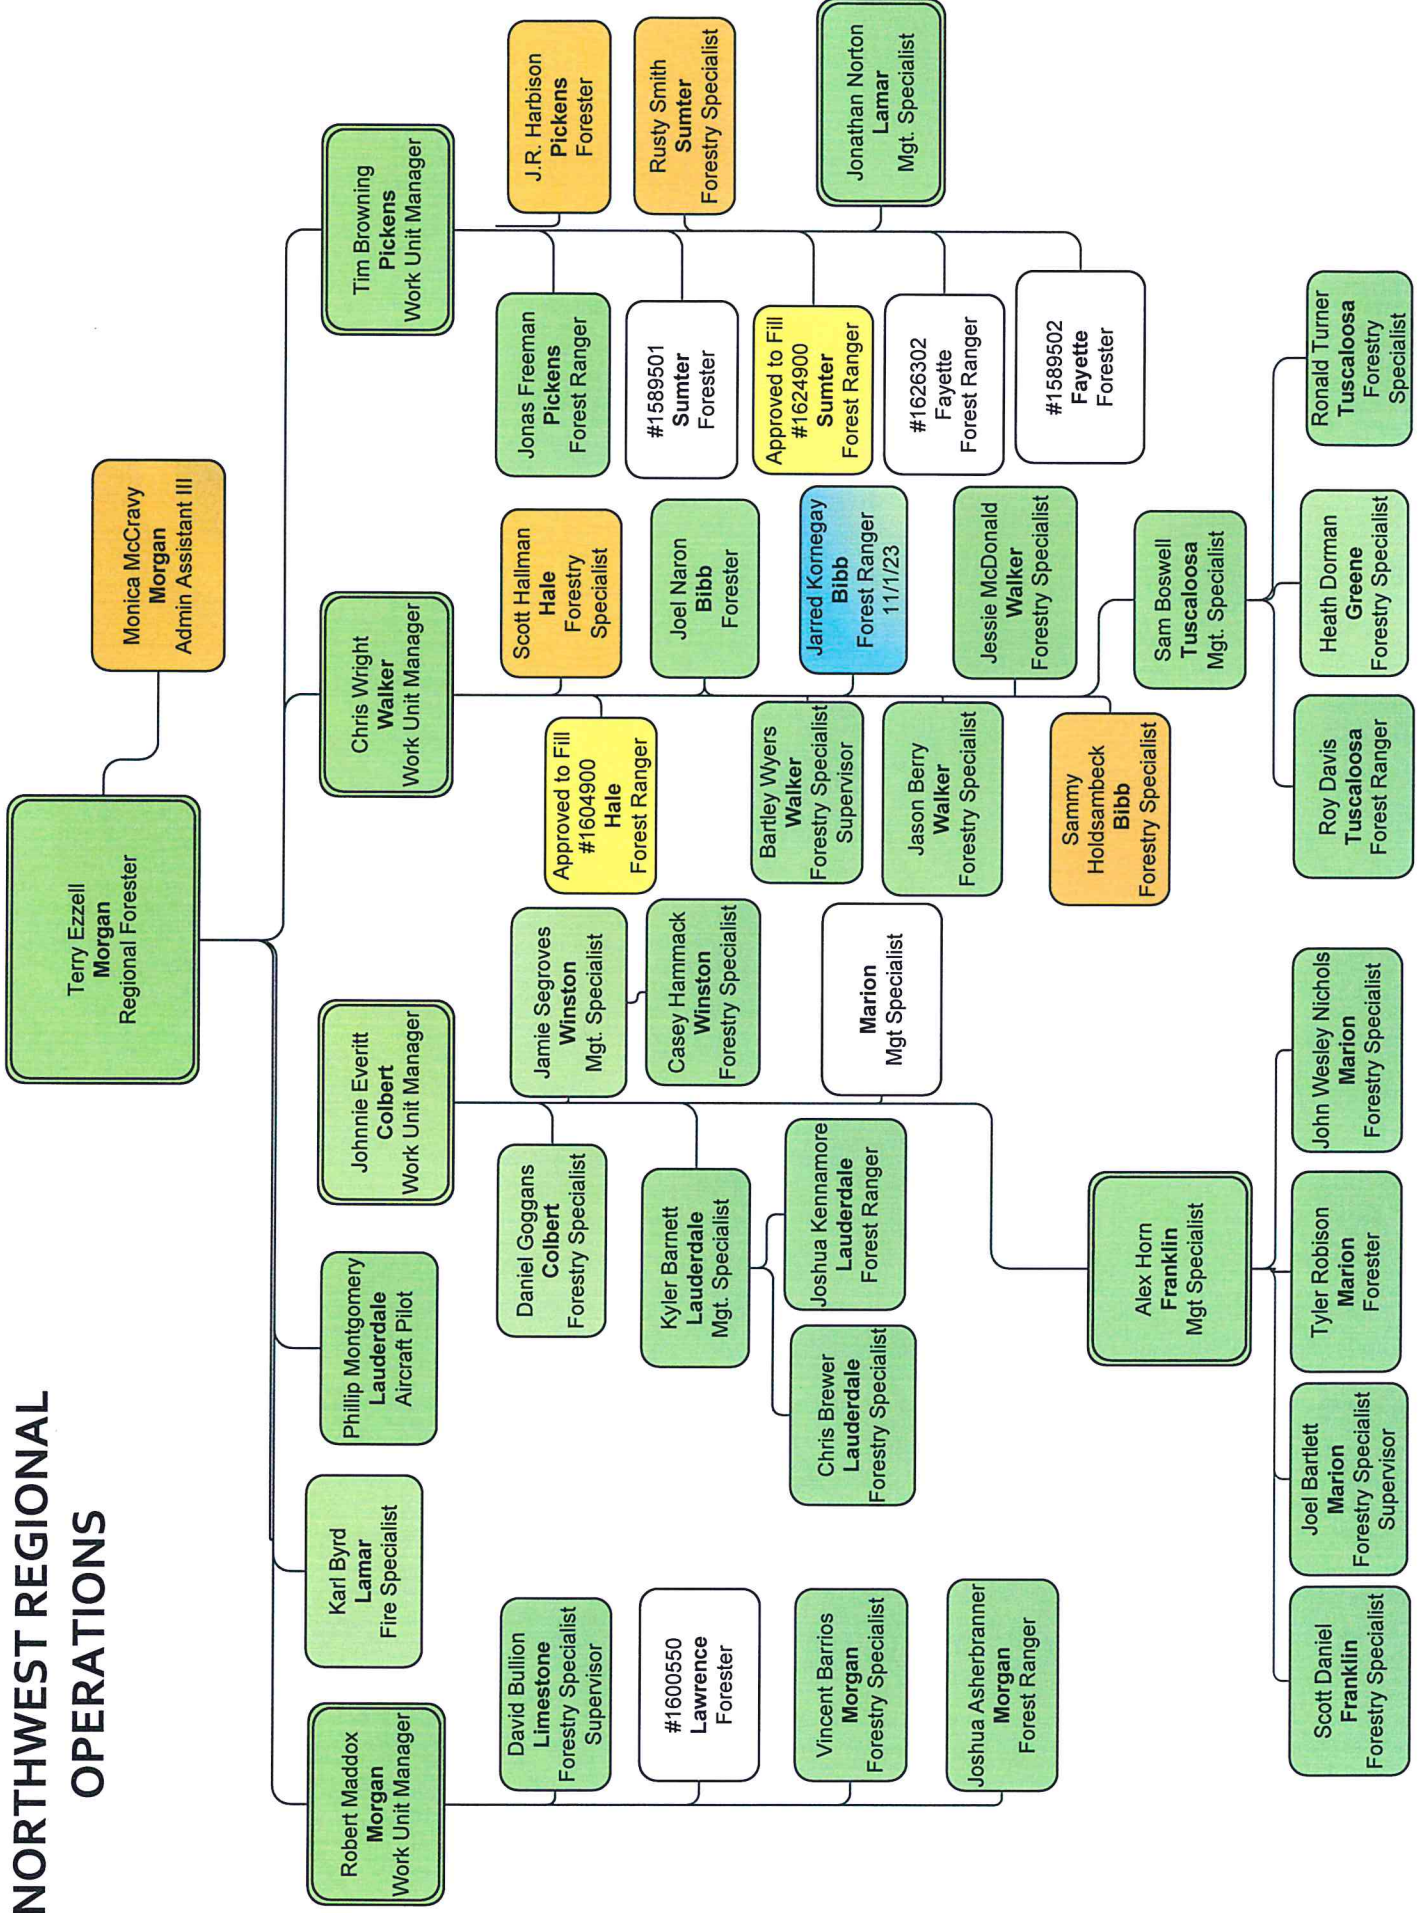 NORTHWEST REGIONAL
OPERATIONS
Terry Ezzell
Morgan
Regional Forester
Monica McCravy
Morgan
Admin Assistant III
Robert Maddox
Morgan
Work Unit Manager
Karl Byrd
Lamar
Fire Specialist
Phillip Montgomery
Lauderdale
Aircraft Pilot
Johnnie Everitt
Colbert
Work Unit Manager
Chris Wright
Walker
Work Unit Manager
Tim Browning
Pickens
Work Unit Manager
David Bullion
Limestone
Forestry Specialist
Supervisor
#1600550
Lawrence
Forester
Vincent Barrios
Morgan
Forestry Specialist
Joshua Asherbranner
Morgan
Forest Ranger
Daniel Goggans
Colbert
Forestry Specialist
Jamie Segroves
Winston
Mgt. Specialist
Casey Hammack
Winston
Forestry Specialist
Kyler Barnett
Lauderdale
Mgt. Specialist
Chris Brewer
Lauderdale
Forestry Specialist
Joshua Kennamore
Lauderdale
Forest Ranger
Marion
Mgt Specialist
Alex Horn
Franklin
Mgt Specialist
Scott Daniel
Franklin
Forestry Specialist
Joel Bartlett
Marion
Forestry Specialist
Supervisor
Tyler Robison
Marion
Forester
John Wesley Nichols
Marion
Forestry Specialist
Approved to Fill
#1604900
Hale
Forest Ranger
Scott Hallman
Hale
Forestry
Specialist
Joel Naron
Bibb
Forester
Bartley Wyers
Walker
Forestry Specialist
Supervisor
Jarred Kornegay
Bibb
Forest Ranger
11/1/23
Jason Berry
Walker
Forestry Specialist
Jessie McDonald
Walker
Forestry Specialist
Sammy
Holdsambeck
Bibb
Forestry Specialist
Sam Boswell
Tuscaloosa
Mgt. Specialist
Roy Davis
Tuscaloosa
Forest Ranger
Heath Dorman
Greene
Forestry Specialist
Ronald Turner
Tuscaloosa
Forestry
Specialist
Jonas Freeman
Pickens
Forest Ranger
J.R. Harbison
Pickens
Forester
#1589501
Sumter
Forester
Rusty Smith
Sumter
Forestry Specialist
Approved to Fill
#1624900
Sumter
Forest Ranger
Jonathan Norton
Lamar
Mgt. Specialist
#1626302
Fayette
Forest Ranger
#1589502
Fayette
Forester